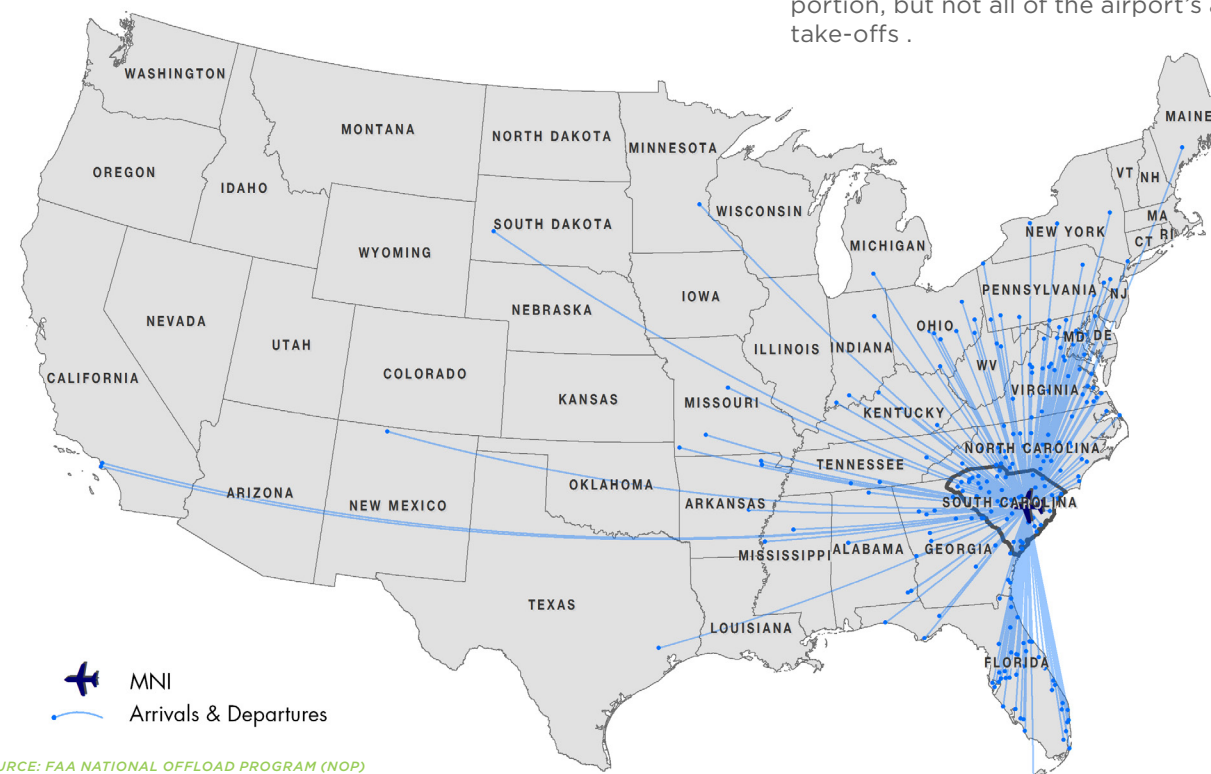 portion, but not all of the airport's
take-offs .
WASHINGTON
MAINE
MONTANA
NORTH DAKOTA
MINNESOTA
OREGON
IDAHO
VT
NH
SOUTH DAKOTA
WISCONSIN
MA
NEW YORK
CT
RI
MICHIGAN
WYOMING
PENNSYLVANIA
NJ
IOWA
NEBRASKA
NEVADA
OHIO
MD
DE
UTAH
ILLINOIS
INDIANA
WV
CALIFORNIA
COLORADO
VIRGINIA
KANSAS
MISSOURI
KENTUCKY
NORTH CAROLINA
TENNESSEE
OKLAHOMA
ARIZONA
NEW MEXICO
ARKANSAS
SOUTH CAROLINA
MISSISSIPPI
ALABAMA
GEORGIA
TEXAS
LOUISIANA
FLORIDA
MNI
Arrivals & Departures
FAA NATIONAL OFFLOAD PROGRAM (NOP)